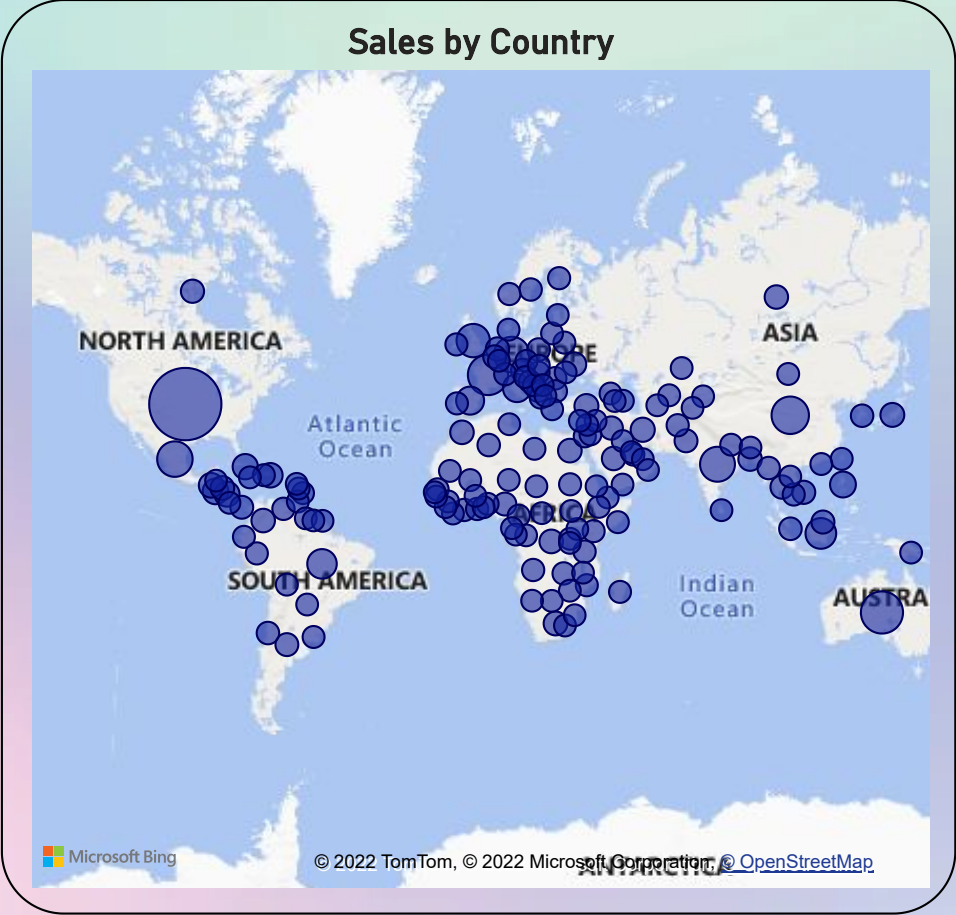 Sales by Country
NORTH AMERICA
EUROPE
ASIA
Atlantic
Ocean
AFRICA
SOUTH AMERICA
Indian
Ocean
AUSTRA
Microsoft Bing
© 2022 TomTom, © 2022 Microsoft Corporation, © OpenStreetMap
ANTARCTICA